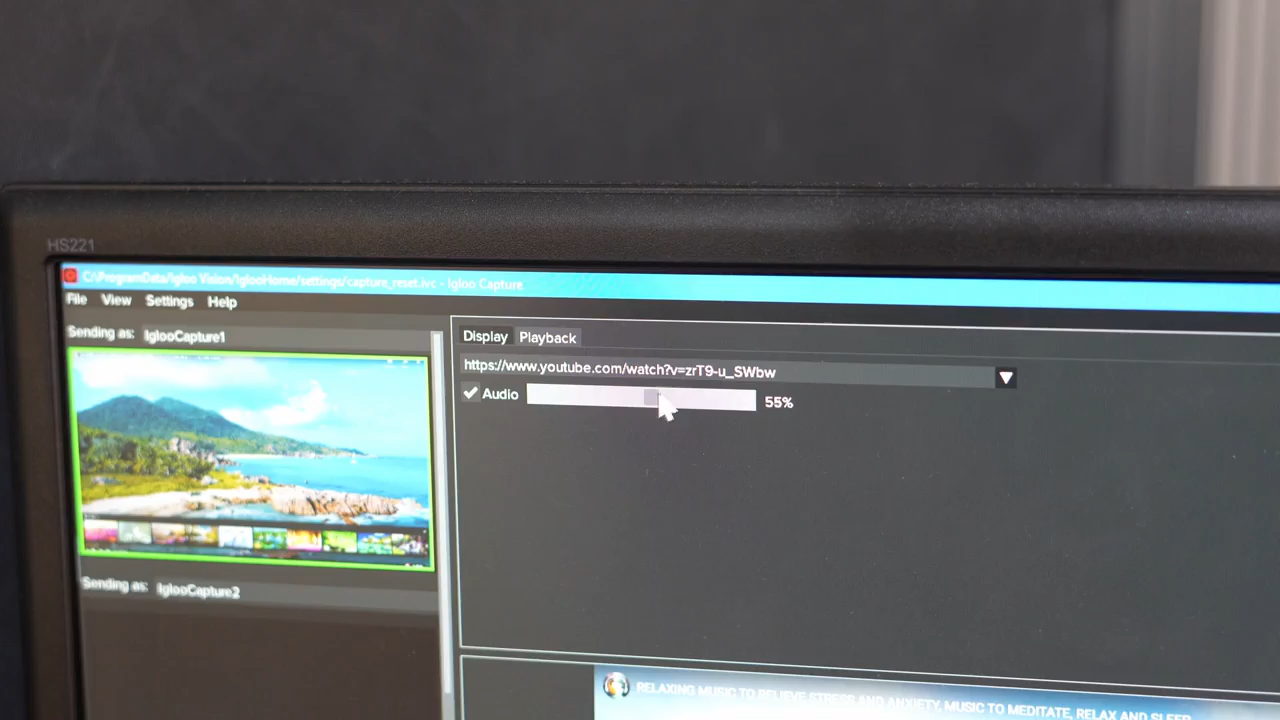 HS221
C:\ProgramData/Igloo Vision/IglooHome/settings/capture_reset.ivc - Igloo Capture
File View Settings Help
Sending as: IglooCapture1
Display Playback
https://www.youtube.com/watch?v=zrT9-u_SWbw
Audio 55%
Sending as: IglooCapture2
RELAXING MUSIC TO RELIEVE STRESS AND ANXIETY, MUSIC TO MEDITATE, RELAX AND SLEEP